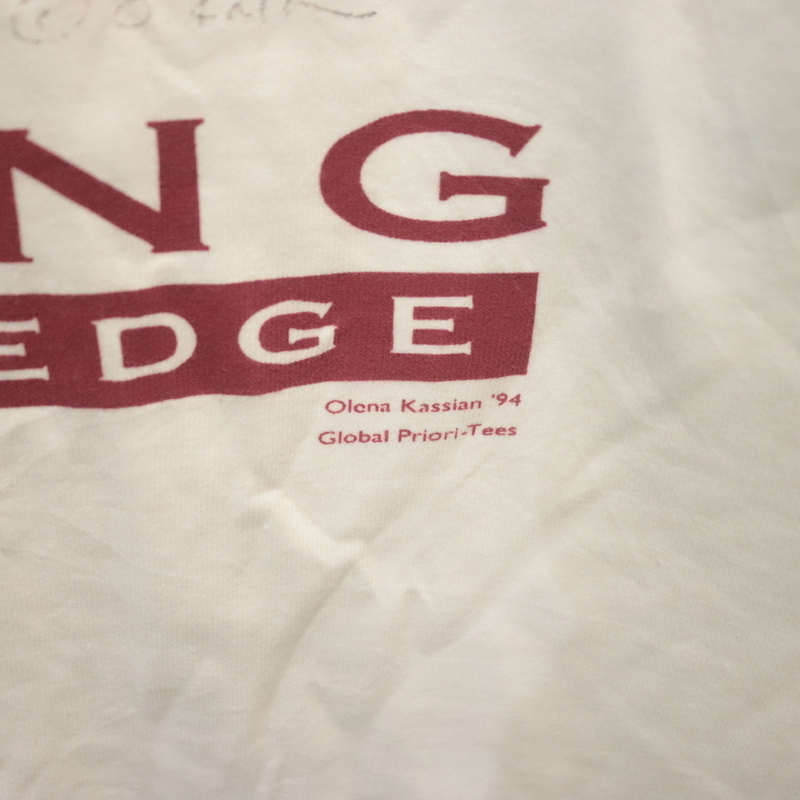 NG
EDGE
Olena Kassian '94
Global Priori-Tees